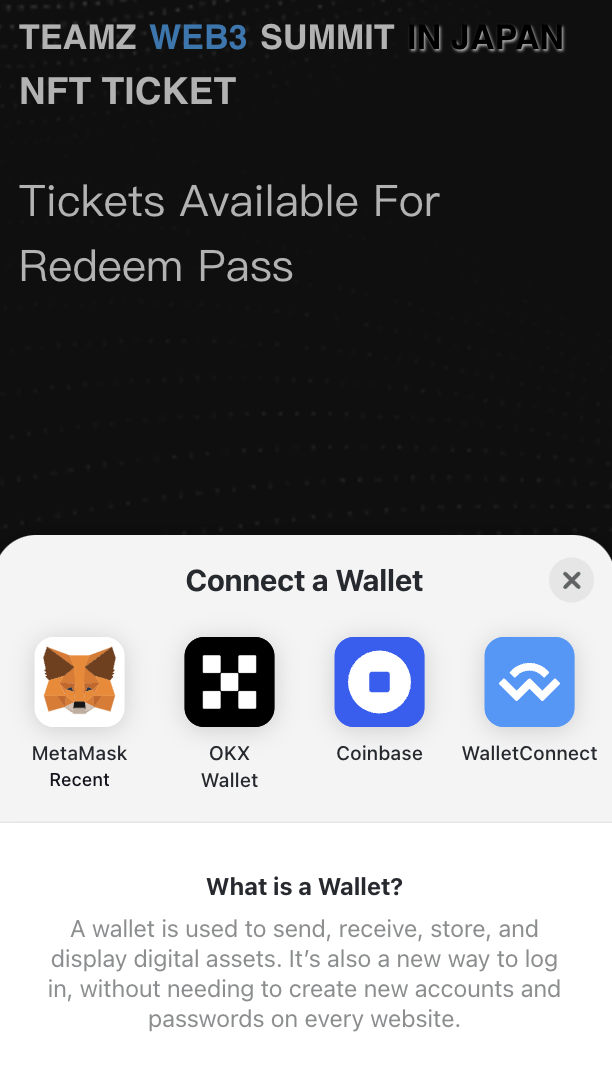 TEAMZ WEB3 SUMMIT IN JAPAN
NFT TICKET
Tickets Available For
Redeem Pass
Connect a Wallet
MetaMask
Recent
OKX
Wallet
Coinbase
WalletConnect
What is a Wallet?
A wallet is used to send, receive, store, and
display digital assets. It’s also a new way to log
in, without needing to create new accounts and
passwords on every website.